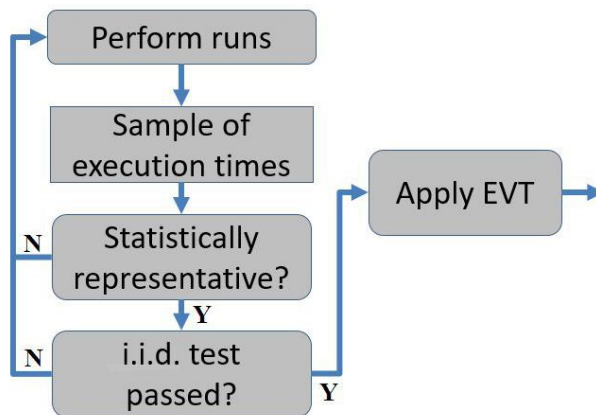 Perform runs
Sample of
execution times
Apply EVT
N
Statistically
representative?
Y
N
i.i.d. test
passed?
Y